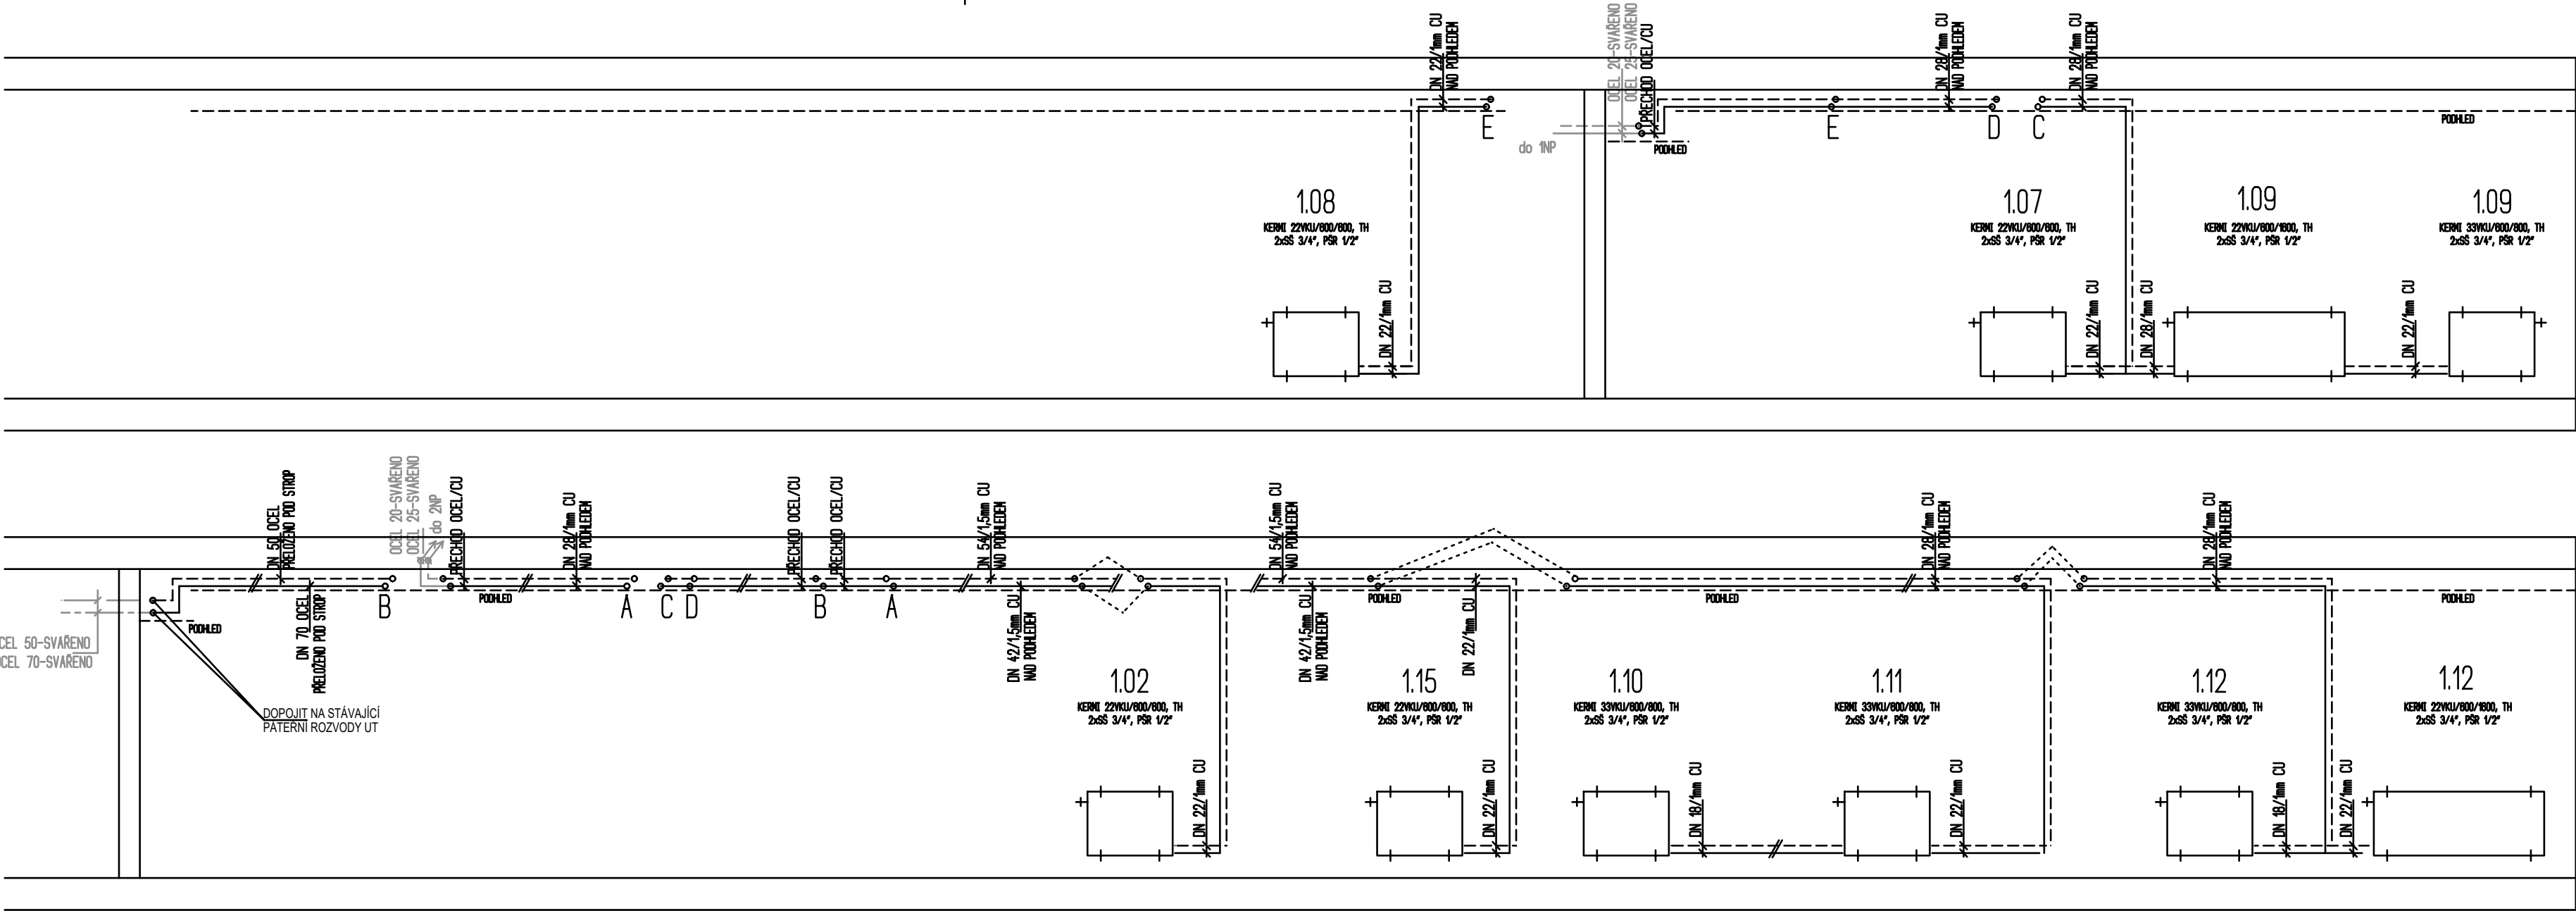 DN 22/1mm CU
NAD PODHLEDEM
OCEL 20-SVAŘENO
OCEL 25-SVAŘENO
PŘECHOD OCEL/CU
DN 28/1mm CU
NAD PODHLEDEM
DN 28/1mm CU
NAD PODHLEDEM
E
E
D
C
PODHLED
do 1NP
PODHLED
1.08
KERMI 22VKU/600/600, TH
2xSŠ 3/4", PŠR 1/2"
1.07
KERMI 22VKU/600/600, TH
2xSŠ 3/4", PŠR 1/2"
1.09
KERMI 22VKU/600/1600, TH
2xSŠ 3/4", PŠR 1/2"
1.09
KERMI 33VKU/600/800, TH
2xSŠ 3/4", PŠR 1/2"
DN 22/1mm CU
DN 22/1mm CU
DN 28/1mm CU
DN 22/1mm CU
DN 50 OCEL
PŘELOŽENO POD STROP
OCEL 20-SVAŘENO
OCEL 25-SVAŘENO
do 2NP
PŘECHOD OCEL/CU
DN 28/1mm CU
NAD PODHLEDEM
PŘECHOD OCEL/CU
PŘECHOD OCEL/CU
DN 54/1,5mm CU
NAD PODHLEDEM
DN 54/1,5mm CU
NAD PODHLEDEM
DN 28/1mm CU
NAD PODHLEDEM
DN 28/1mm CU
NAD PODHLEDEM
B
PODHLED
A
C
D
B
A
PODHLED
PODHLED
PODHLED
PODHLED
DN 70 OCEL
PŘELOŽENO POD STROP
DN 42/1,5mm CU
NAD PODHLEDEM
DN 42/1,5mm CU
NAD PODHLEDEM
DN 22/1mm CU
OCEL 50-SVAŘENO
OCEL 70-SVAŘENO
DOPOJIT NA STÁVAJÍCÍ
PÁTEŘNÍ ROZVODY UT
1.02
KERMI 22VKU/600/600, TH
2xSŠ 3/4", PŠR 1/2"
1.15
KERMI 22VKU/600/600, TH
2xSŠ 3/4", PŠR 1/2"
1.10
KERMI 33VKU/600/800, TH
2xSŠ 3/4", PŠR 1/2"
1.11
KERMI 33VKU/600/800, TH
2xSŠ 3/4", PŠR 1/2"
1.12
KERMI 33VKU/600/800, TH
2xSŠ 3/4", PŠR 1/2"
1.12
KERMI 22VKU/600/1600, TH
2xSŠ 3/4", PŠR 1/2"
DN 22/1mm CU
DN 22/1mm CU
DN 18/1mm CU
DN 22/1mm CU
DN 18/1mm CU
DN 22/1mm CU